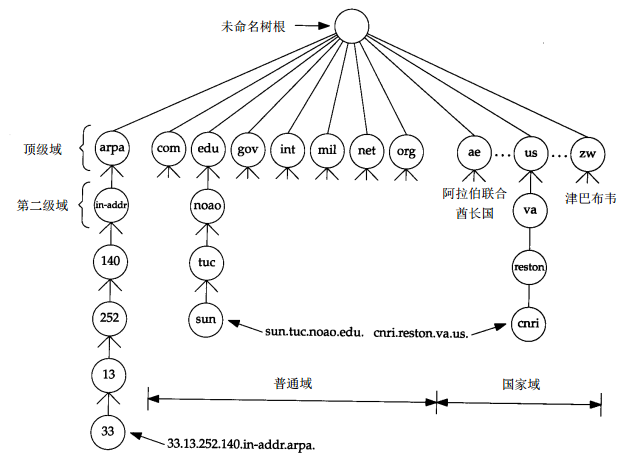 未命名树根
顶级域
arpa
com
edu
gov
int
mil
net
org
ae
...
us
...
zw
第二级域
in-addr
noao
阿拉伯联合
酋长国
va
津巴布韦
140
tuc
reston
252
sun
sun.tuc.noao.edu.
cnri.reston.va.us.
cnri
13
普通域
国家域
33
33.13.252.140.in-addr.arpa.